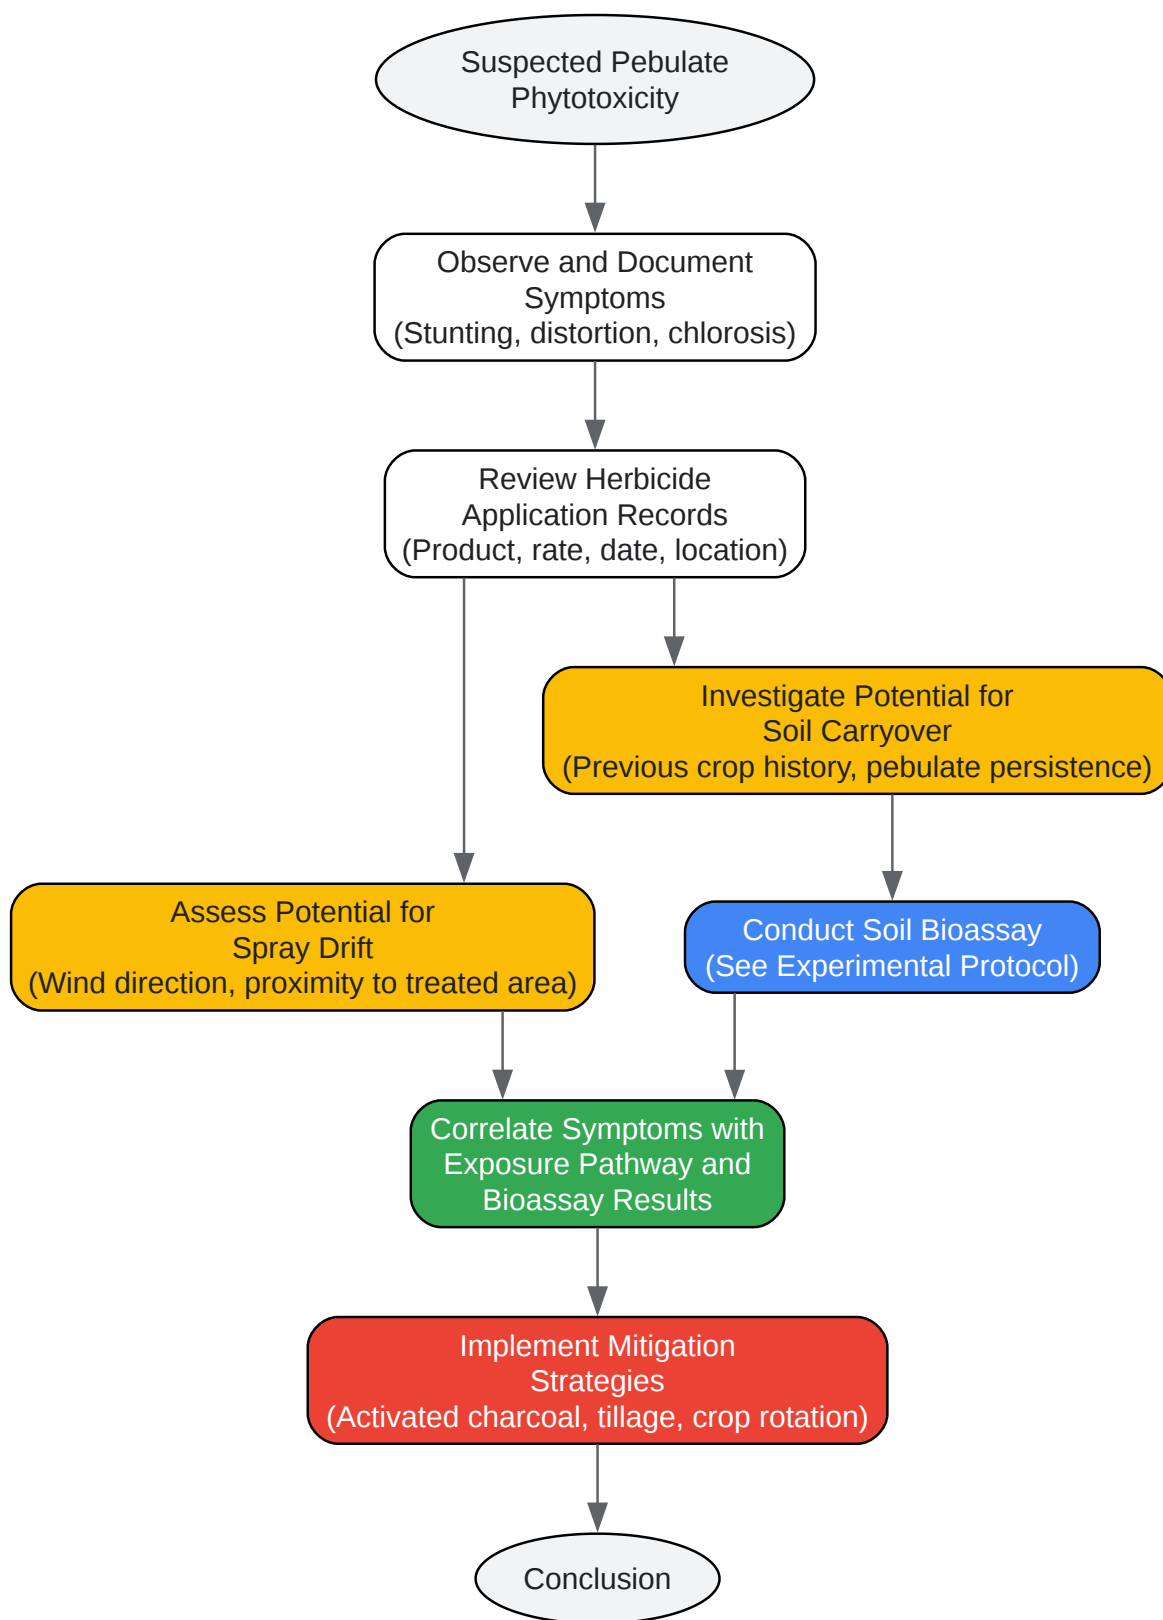 Suspected Pebulate
Phytotoxicity
Observe and Document
Symptoms
(Stunting, distortion, chlorosis)
Review Herbicide
Application Records
(Product, rate, date, location)
Investigate Potential for
Soil Carryover
(Previous crop history, pebulate persistence)
Assess Potential for
Spray Drift
(Wind direction, proximity to treated area)
Conduct Soil Bioassay
(See Experimental Protocol)
Correlate Symptoms with
Exposure Pathway and
Bioassay Results
Implement Mitigation
Strategies
(Activated charcoal, tillage, crop rotation)
Conclusion